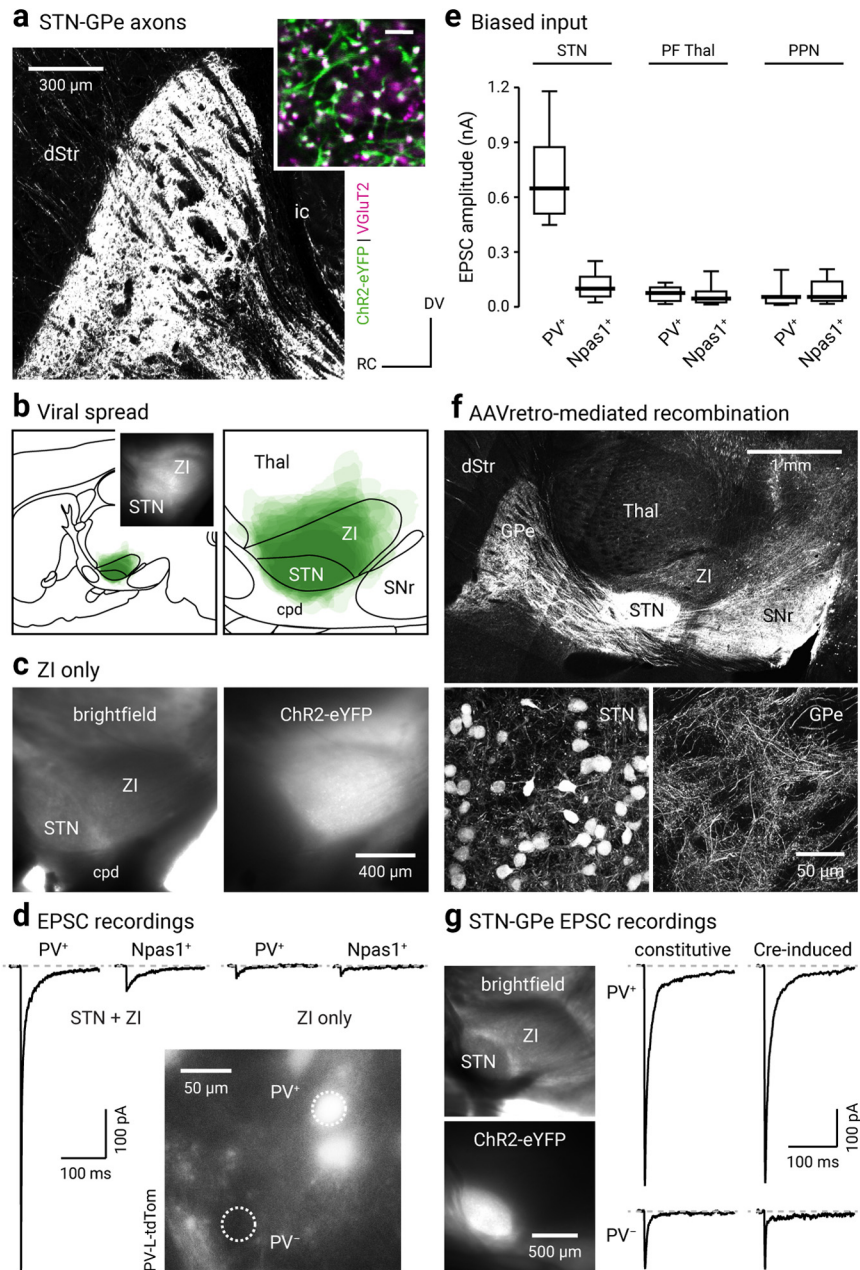 a STN-GPe axons
300 µm
dStr
ic
ChR2-eYFP | VGluT2
DV
RC
b Viral spread
ZI
STN
Thal
ZI
STN
SNr
cpd
c ZI only
brightfield
ZI
STN
cpd
ChR2-eYFP
400 µm
d EPSC recordings
PV⁺ Npas1⁺ PV⁺ Npas1⁺
STN + ZI ZI only
100 pA
100 ms
50 µm
PV⁺
PV⁻
PV-L-tdTom
e Biased input
STN PF Thal PPN
EPSC amplitude (nA)
1.2
0.9
0.6
0.3
0.0
PV⁺ Npas1⁺ PV⁺ Npas1⁺ PV⁺ Npas1⁺
f AAVretro-mediated recombination
dStr
1 mm
Thal
GPe
ZI
STN
SNr
STN
GPe
50 µm
g STN-GPe EPSC recordings
constitutive Cre-induced
brightfield
ZI
STN
PV⁺
ChR2-eYFP
500 µm
100 pA
100 ms
PV⁻